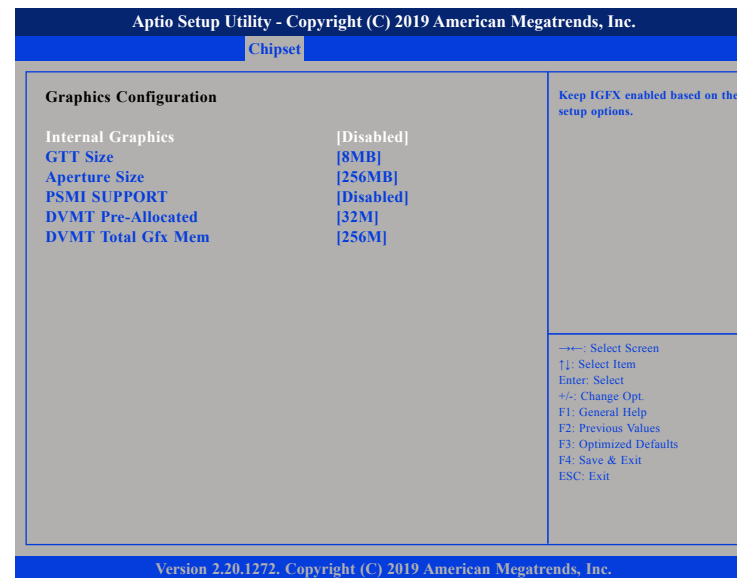 Aptio Setup Utility - Copyright (C) 2019 American Megatrends, Inc.
Chipset
Graphics Configuration
Internal Graphics [Disabled]
GTT Size [8MB]
Aperture Size [256MB]
PSMI SUPPORT [Disabled]
DVMT Pre-Allocated [32M]
DVMT Total Gfx Mem [256M]
Keep IGFX enabled based on the
setup options.
→←: Select Screen
↑↓: Select Item
Enter: Select
+/-: Change Opt.
F1: General Help
F2: Previous Values
F3: Optimized Defaults
F4: Save & Exit
ESC: Exit
Version 2.20.1272. Copyright (C) 2019 American Megatrends, Inc.